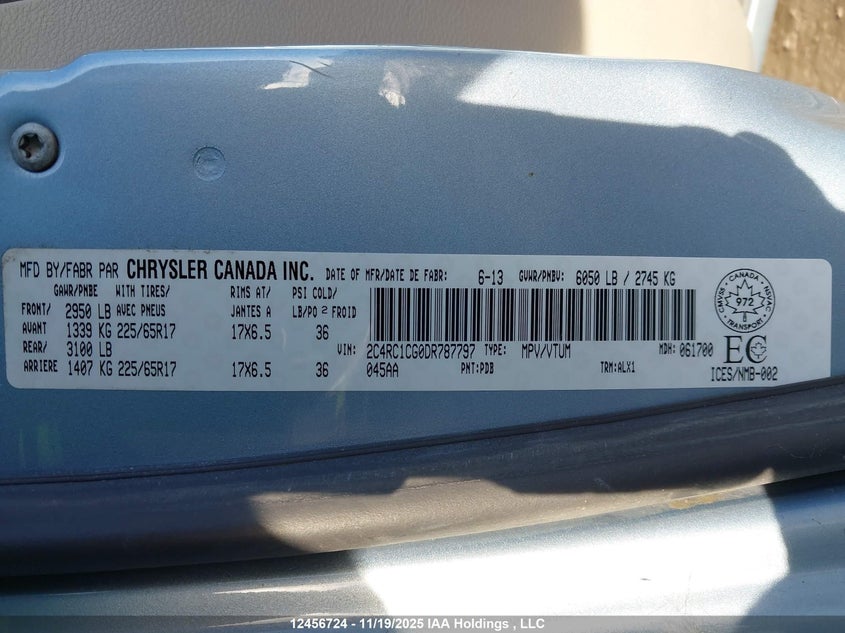 MFD BY/FABR PAR CHRYSLER CANADA INC. DATE OF MFR/DATE DE FABR: 6-13 GVWR/PNBV: 6050 LB / 2745 KG
GAWR/PNBE WITH TIRES/ RIMS AT/ PSI COLD/
FRONT/ 2950 LB AVEC PNEUS JANTES A LB/PO 2 FROID
AVANT 1339 KG 225/65R17 17X6.5 36
REAR/ 3100 LB
ARRIERE 1407 KG 225/65R17 17X6.5 36
VIN: 2C4RC1CG0DR787797 TYPE: MPV/VTUM MDH: 061700
045AA PNT:PDB TRM:ALX1
CMVSS CANADA NSVAC
972
TRANSPORT
EC
ICES/NMB-002
12456724 - 11/19/2025 IAA Holdings , LLC